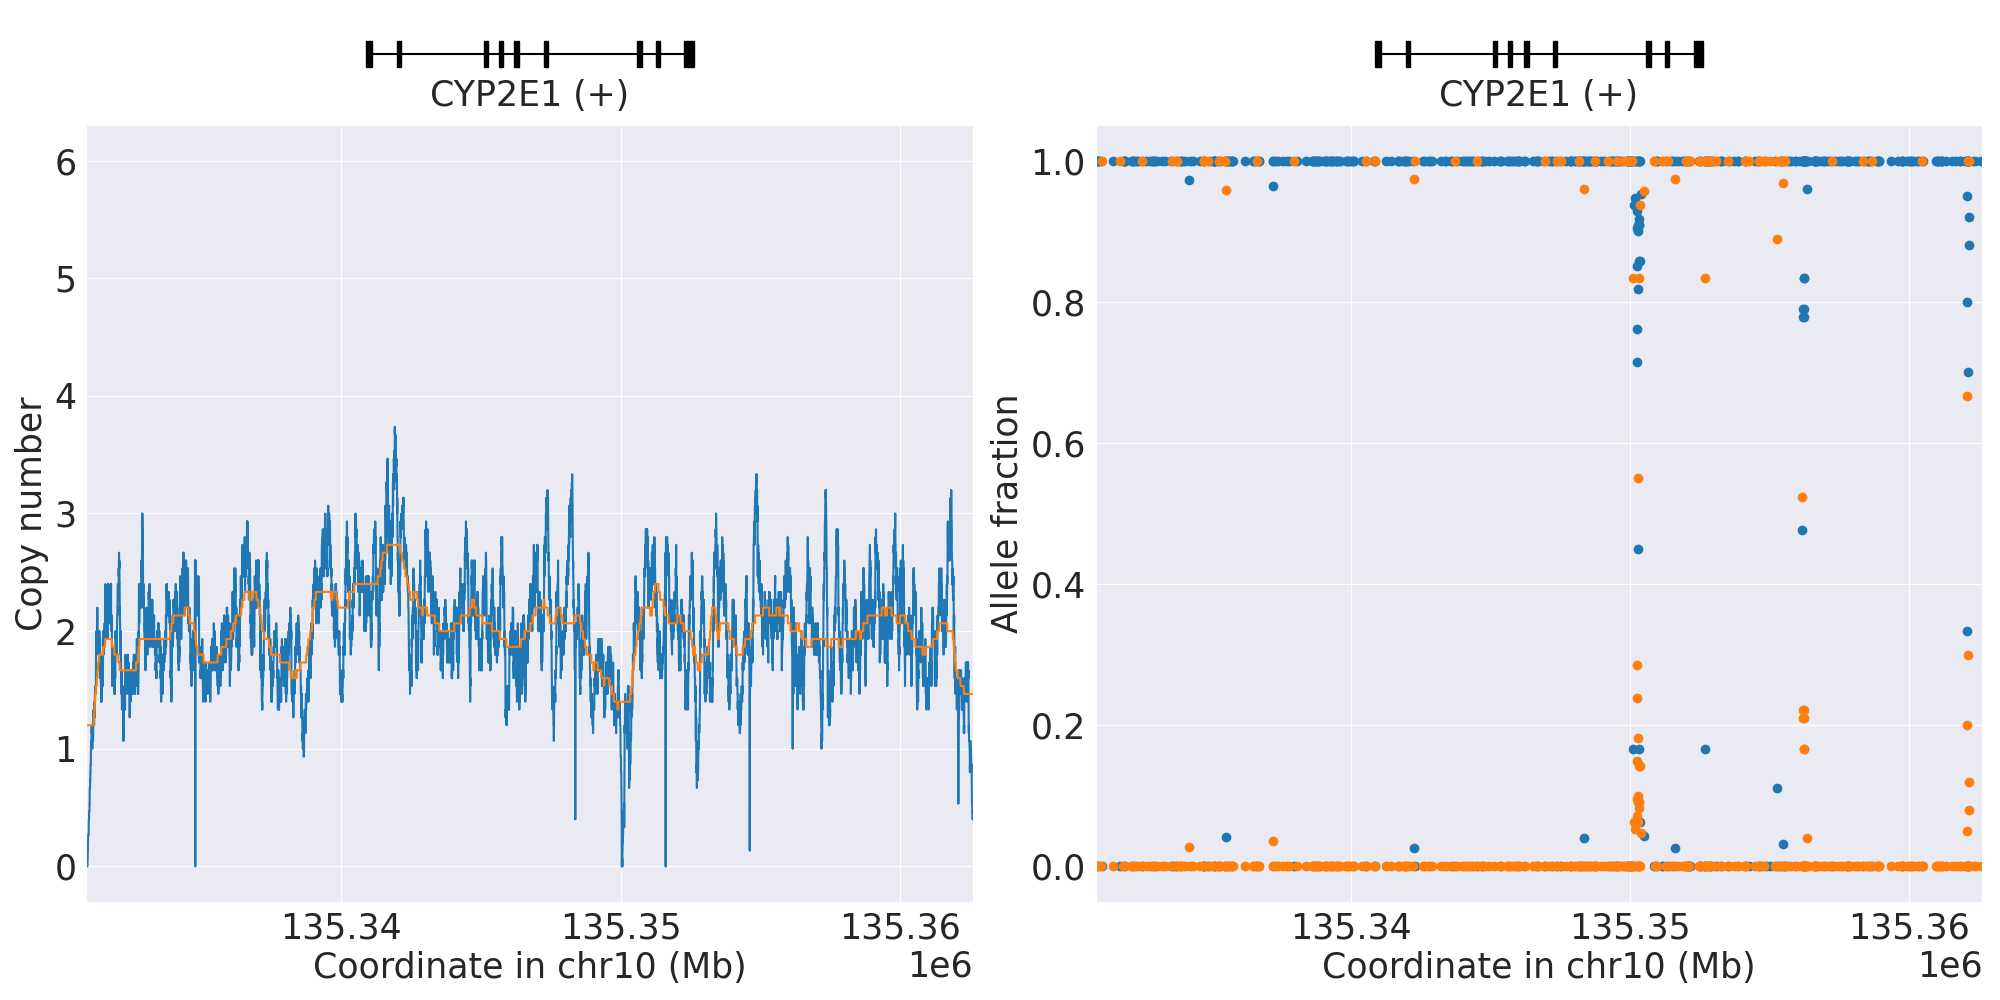 CYP2E1 (+)
6
5
4
3
2
1
0
Copy number
135.34 135.35 135.36
Coordinate in chr10 (Mb)
1e6
CYP2E1 (+)
1.0
0.8
0.6
0.4
0.2
0.0
Allele fraction
135.34 135.35 135.36
Coordinate in chr10 (Mb)
1e6